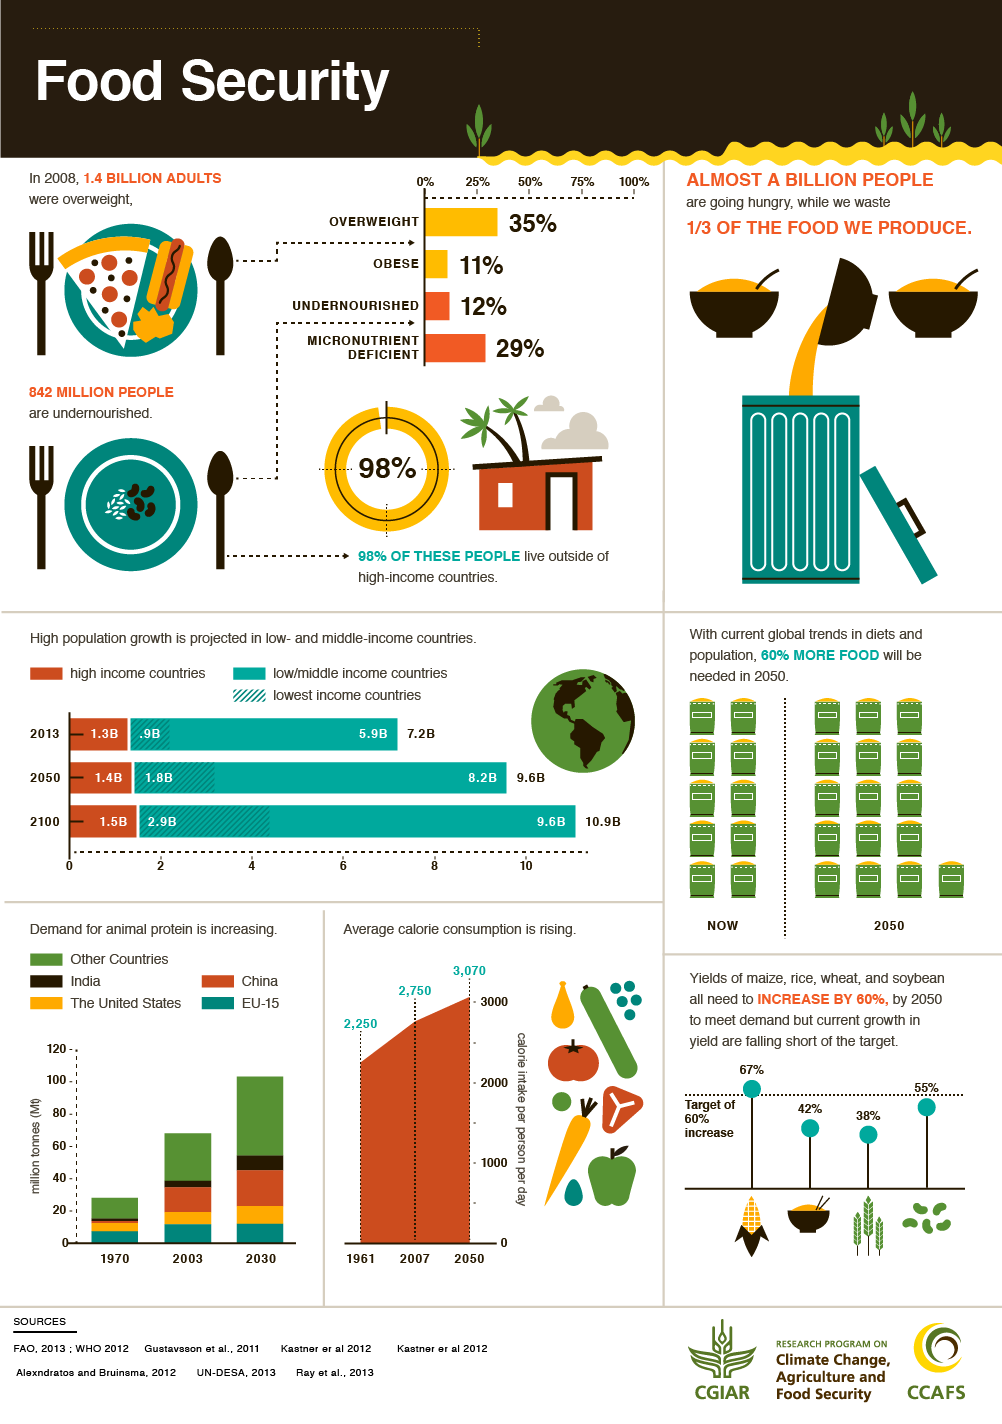 Food Security
In 2008, 1.4 BILLION ADULTS
were overweight,
0% 25% 50% 75% 100%
OVERWEIGHT 35%
OBESE 11%
UNDERNOURISHED 12%
MICRONUTRIENT
DEFICIENT 29%
842 MILLION PEOPLE
are undernourished.
98%
98% OF THESE PEOPLE live outside of
high-income countries.
ALMOST A BILLION PEOPLE
are going hungry, while we waste
1/3 OF THE FOOD WE PRODUCE.
High population growth is projected in low- and middle-income countries.
high income countries low/middle income countries
lowest income countries
2013 1.3B .9B 5.9B 7.2B
2050 1.4B 1.8B 8.2B 9.6B
2100 1.5B 2.9B 9.6B 10.9B
0 2 4 6 8 10
With current global trends in diets and
population, 60% MORE FOOD will be
needed in 2050.
NOW 2050
Demand for animal protein is increasing.
Other Countries
India China
The United States EU-15
million tonnes (Mt)
120
100
80
60
40
20
0
1970 2003 2030
Average calorie consumption is rising.
3,070
2,750
2,250
3000
2000
1000
0
calorie intake per person per day
1961 2007 2050
Yields of maize, rice, wheat, and soybean
all need to INCREASE BY 60%, by 2050
to meet demand but current growth in
yield are falling short of the target.
67%
42%
38%
55%
Target of
60%
increase
SOURCES
FAO, 2013 ; WHO 2012 Gustavsson et al., 2011 Kastner er al 2012 Kastner er al 2012
Alexndratos and Bruinsma, 2012 UN-DESA, 2013 Ray et al., 2013
CGIAR
RESEARCH PROGRAM ON
Climate Change,
Agriculture and
Food Security
CCAFS